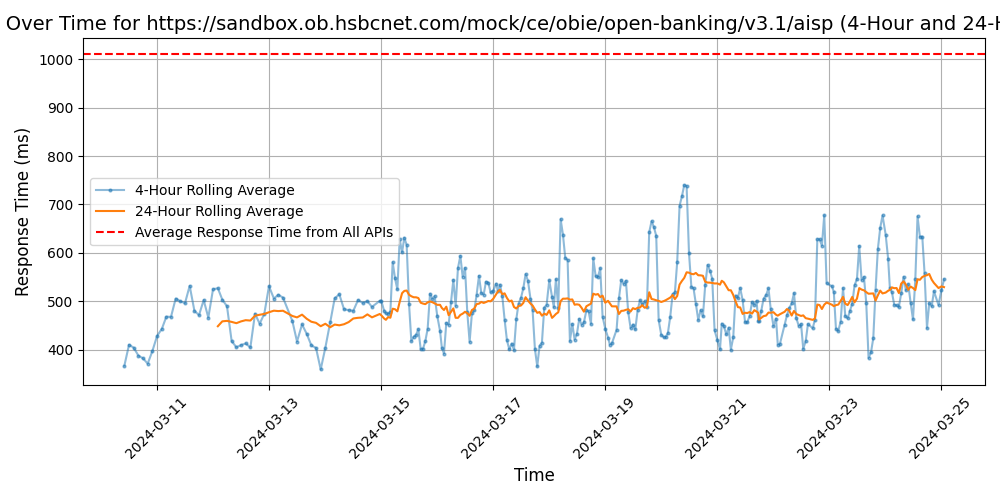 Over Time for https://sandbox.ob.hsbcnet.com/mock/ce/obie/open-banking/v3.1/aisp (4-Hour and 24-H
Response Time (ms)
1000
900
800
700
600
500
400
4-Hour Rolling Average
24-Hour Rolling Average
Average Response Time from All APIs
2024-03-11
2024-03-13
2024-03-15
2024-03-17
2024-03-19
2024-03-21
2024-03-23
2024-03-25
Time